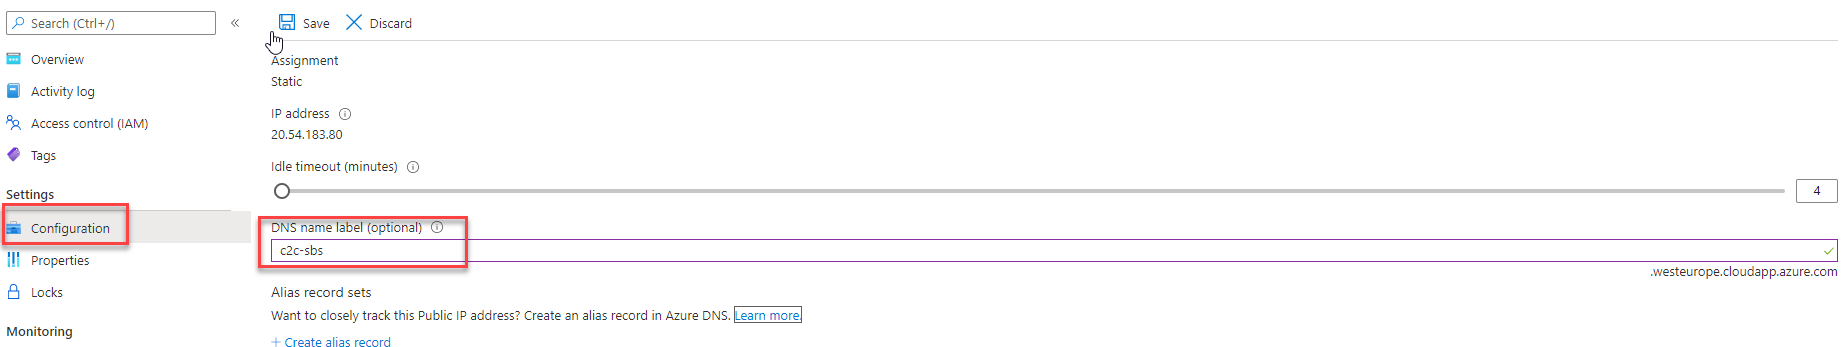 Search (Ctrl+/)
«
Overview
Activity log
Access control (IAM)
Tags
Settings
Configuration
Properties
Locks
Monitoring
Save Discard
Assignment
Static
IP address
20.54.183.80
Idle timeout (minutes)
4
DNS name label (optional)
c2c-sbs
.westeurope.cloudapp.azure.com
Alias record sets
Want to closely track this Public IP address? Create an alias record in Azure DNS. Learn more.
+ Create alias record